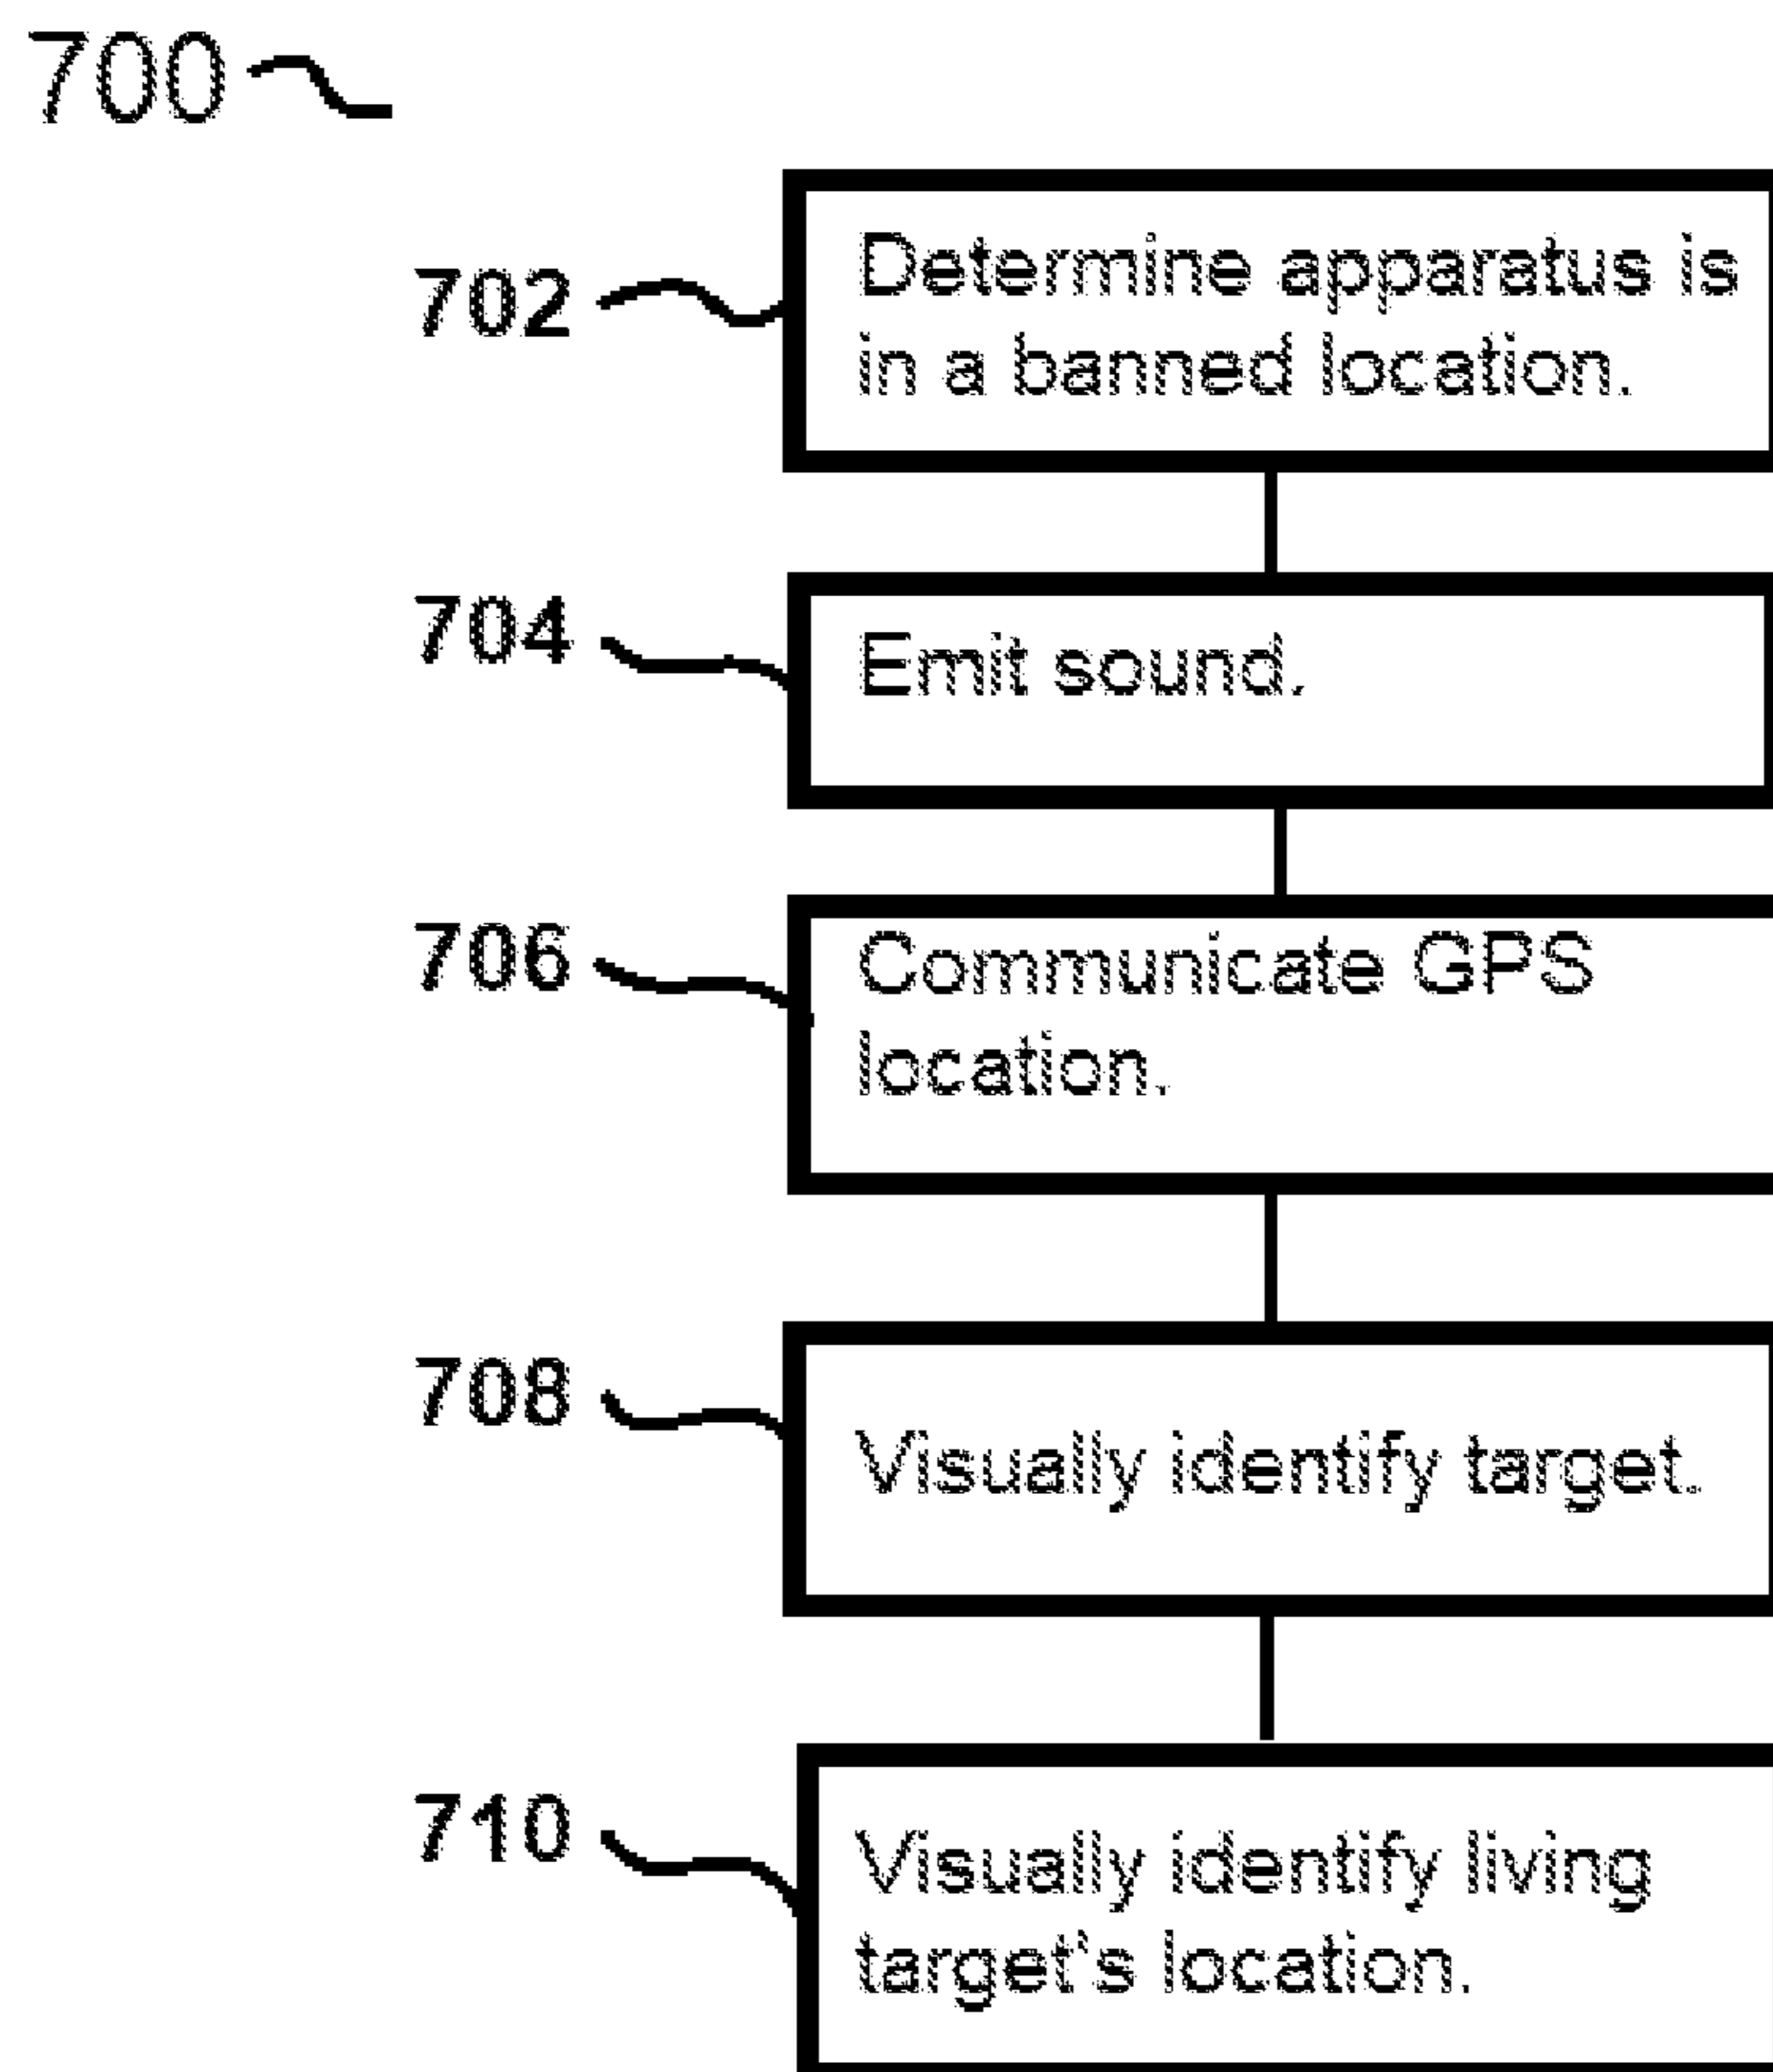 700
702
Determine apparatus is
in a banned location.
704
Emit sound.
706
Communicate GPS
location.
708
Visually identify target.
710
Visually identify living
target's location.